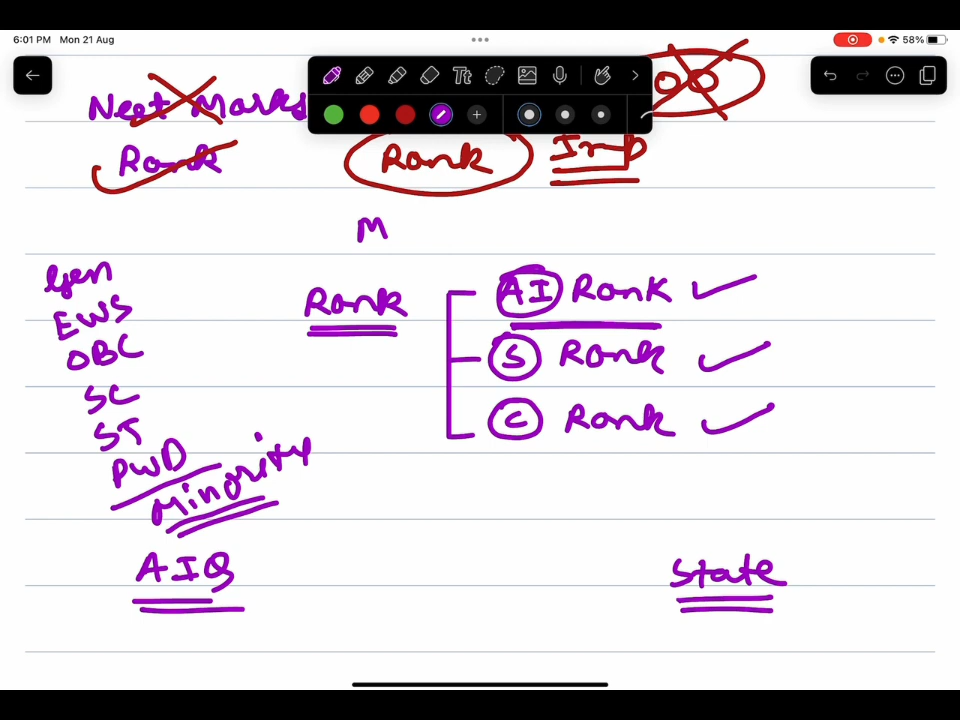 6:01 PM Mon 21 Aug
58%
Tt
Neet Marks
Rank
Rank Imp
M
Gen
EWS
OBC
SC
ST
PWD
Minority
Rank
AI Rank
S Rank
C Rank
AIQ
State